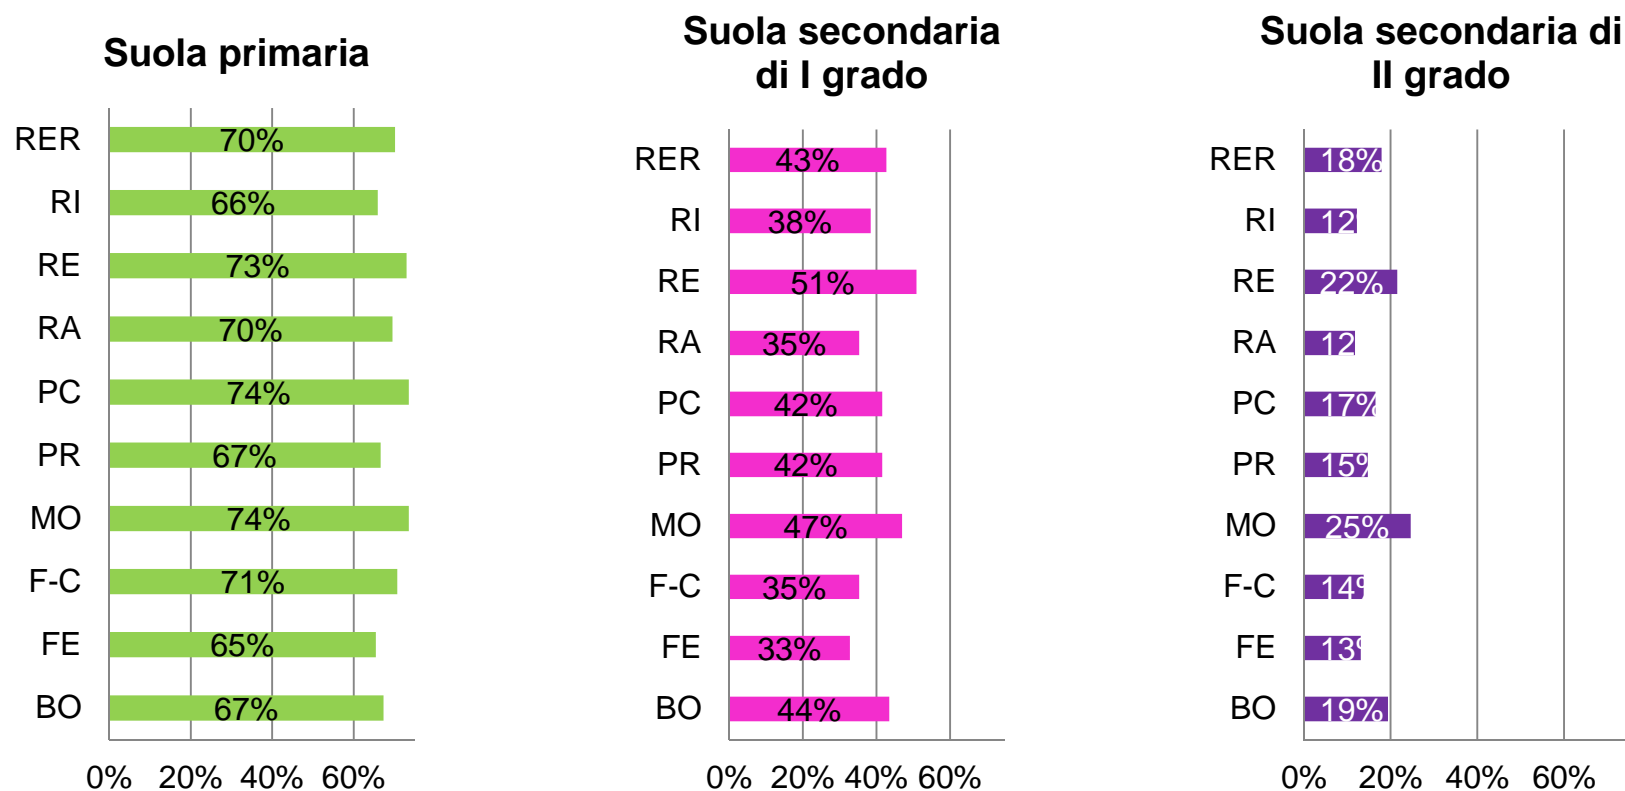 Suola primaria
RER 70%
RI 66%
RE 73%
RA 70%
PC 74%
PR 67%
MO 74%
F-C 71%
FE 65%
BO 67%
0% 20% 40% 60%
Suola secondaria
di I grado
RER 43%
RI 38%
RE 51%
RA 35%
PC 42%
PR 42%
MO 47%
F-C 35%
FE 33%
BO 44%
0% 20% 40% 60%
Suola secondaria di
II grado
RER 18%
RI 12
RE 22%
RA 12
PC 17%
PR 15%
MO 25%
F-C 14%
FE 13%
BO 19%
0% 20% 40% 60%